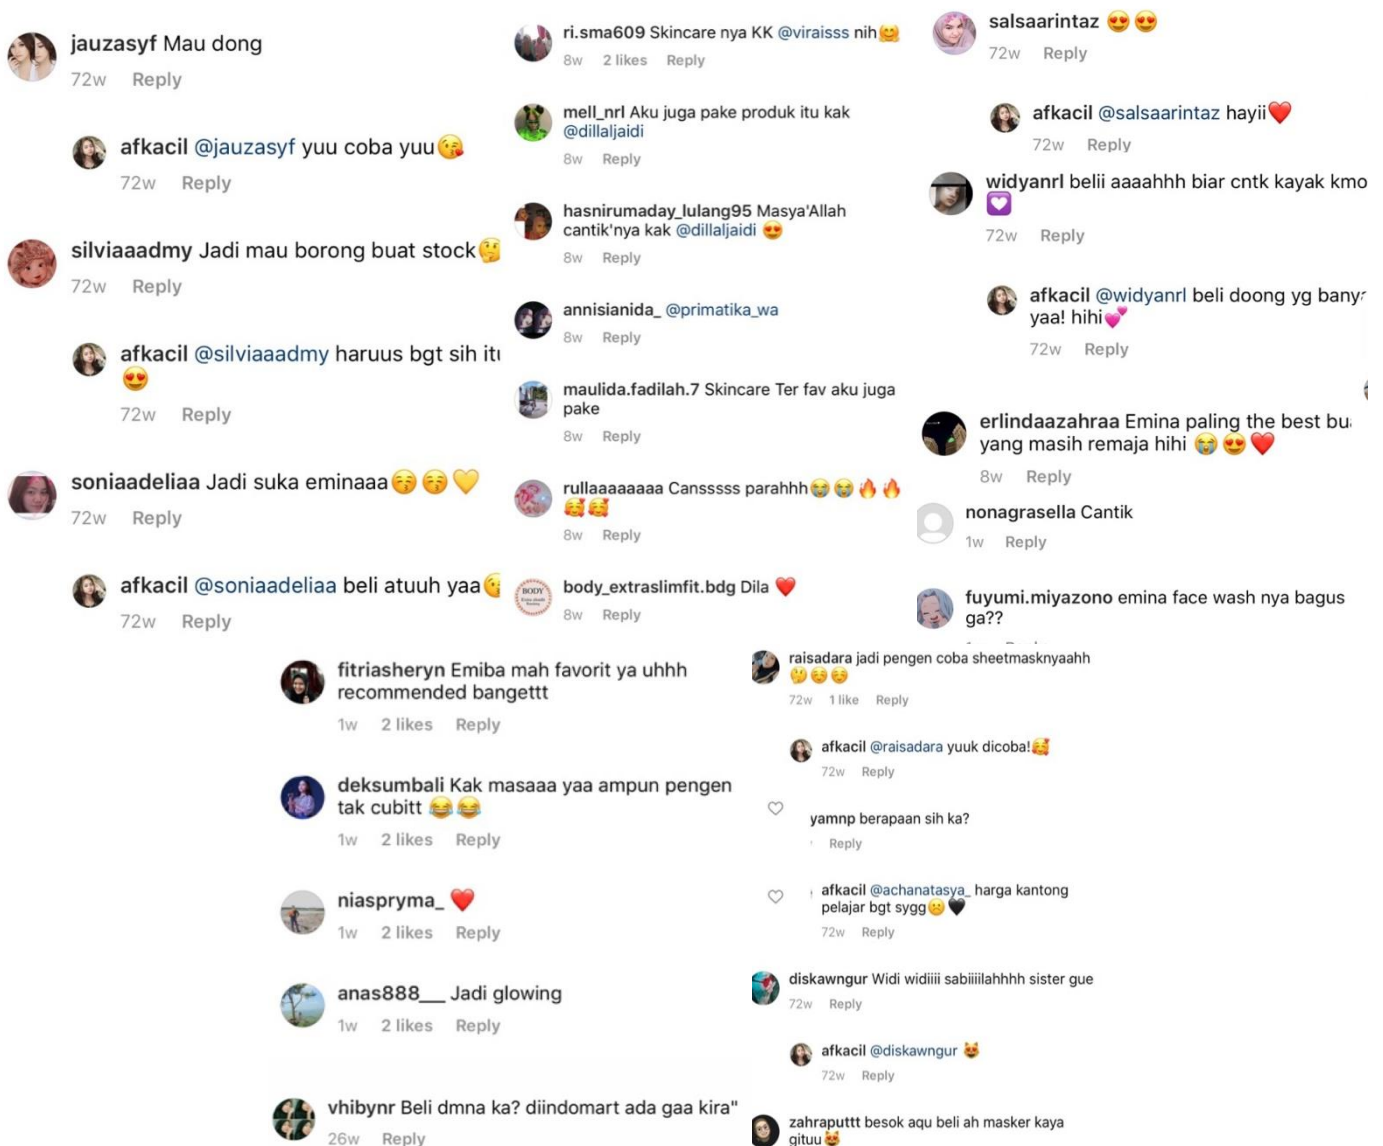 jauzasyf Mau dong
72w Reply
afkacil @jauzasyf yuu coba yuu😘
72w Reply
silviaaadmy Jadi mau borong buat stock🤔
72w Reply
afkacil @silviaaadmy haruus bgt sih itu
😍
72w Reply
soniaadeliaa Jadi suka eminaaa😚😚💛
72w Reply
afkacil @soniaadeliaa beli atuuh yaa😘
72w Reply
ri.sma609 Skincare nya KK @viraisss nih🤗
8w 2 likes Reply
mell_nrl Aku juga pake produk itu kak
@dillaljaidi
8w Reply
hasnirumaday_lulang95 Masya'Allah
cantik'nya kak @dillaljaidi 😍
8w Reply
annisianida_ @primatika_wa
8w Reply
maulida.fadilah.7 Skincare Ter fav aku juga
pake
8w Reply
rullaaaaaaaa Canssssss parahhh😭😭🔥🔥
🥰🥰
8w Reply
BODY
body_extraslimfit.bdg Dila ❤️
8w Reply
salsaarintaz 😍😍
72w Reply
afkacil @salsaarintaz hayii❤️
72w Reply
widyanrl belii aaaahhh biar cntk kayak kmo
💟
72w Reply
afkacil @widyanrl beli doong yg banya
yaa! hihi💕
72w Reply
erlindaazahraa Emina paling the best bu
yang masih remaja hihi 😭😍❤️
8w Reply
nonagrasella Cantik
1w Reply
fuyumi.miyazono emina face wash nya bagus
ga??
fitriasheryn Emiba mah favorit ya uhhh
recommended bangettt
1w 2 likes Reply
deksumbali Kak masaaa yaa ampun pengen
tak cubitt 😂😂
1w 2 likes Reply
niaspryma_ ❤️
1w 2 likes Reply
anas888___ Jadi glowing
1w 2 likes Reply
vhibynr Beli dmna ka? diindomart ada gaa kira"
26w Reply
raisadara jadi pengen coba sheetmasknyaahh
🤔☺️☺️
72w 1 like Reply
afkacil @raisadara yuuk dicoba!🥰
72w Reply
yamnp berapaan sih ka?
Reply
afkacil @achanatasya_ harga kantong
pelajar bgt sygg☹️🖤
72w Reply
diskawngur Widi widiiii sabiiiilahhhh sister gue
72w Reply
afkacil @diskawngur 😻
72w Reply
zahraputtt besok aqu beli ah masker kaya
gituu😻